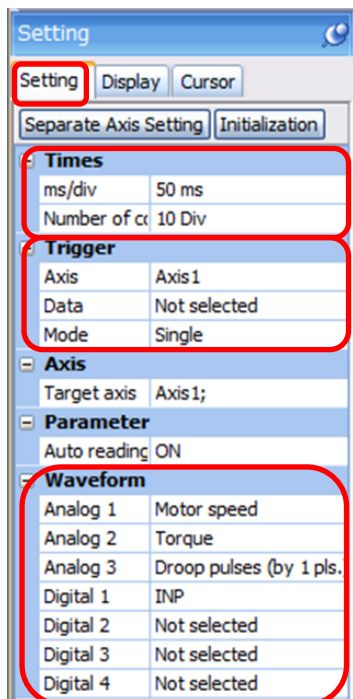 Setting
Setting Display Cursor
Separate Axis Setting Initialization
Times
ms/div 50 ms
Number of co 10 Div
Trigger
Axis Axis1
Data Not selected
Mode Single
Axis
Target axis Axis1;
Parameter
Auto reading ON
Waveform
Analog 1 Motor speed
Analog 2 Torque
Analog 3 Droop pulses (by 1 pls.
Digital 1 INP
Digital 2 Not selected
Digital 3 Not selected
Digital 4 Not selected